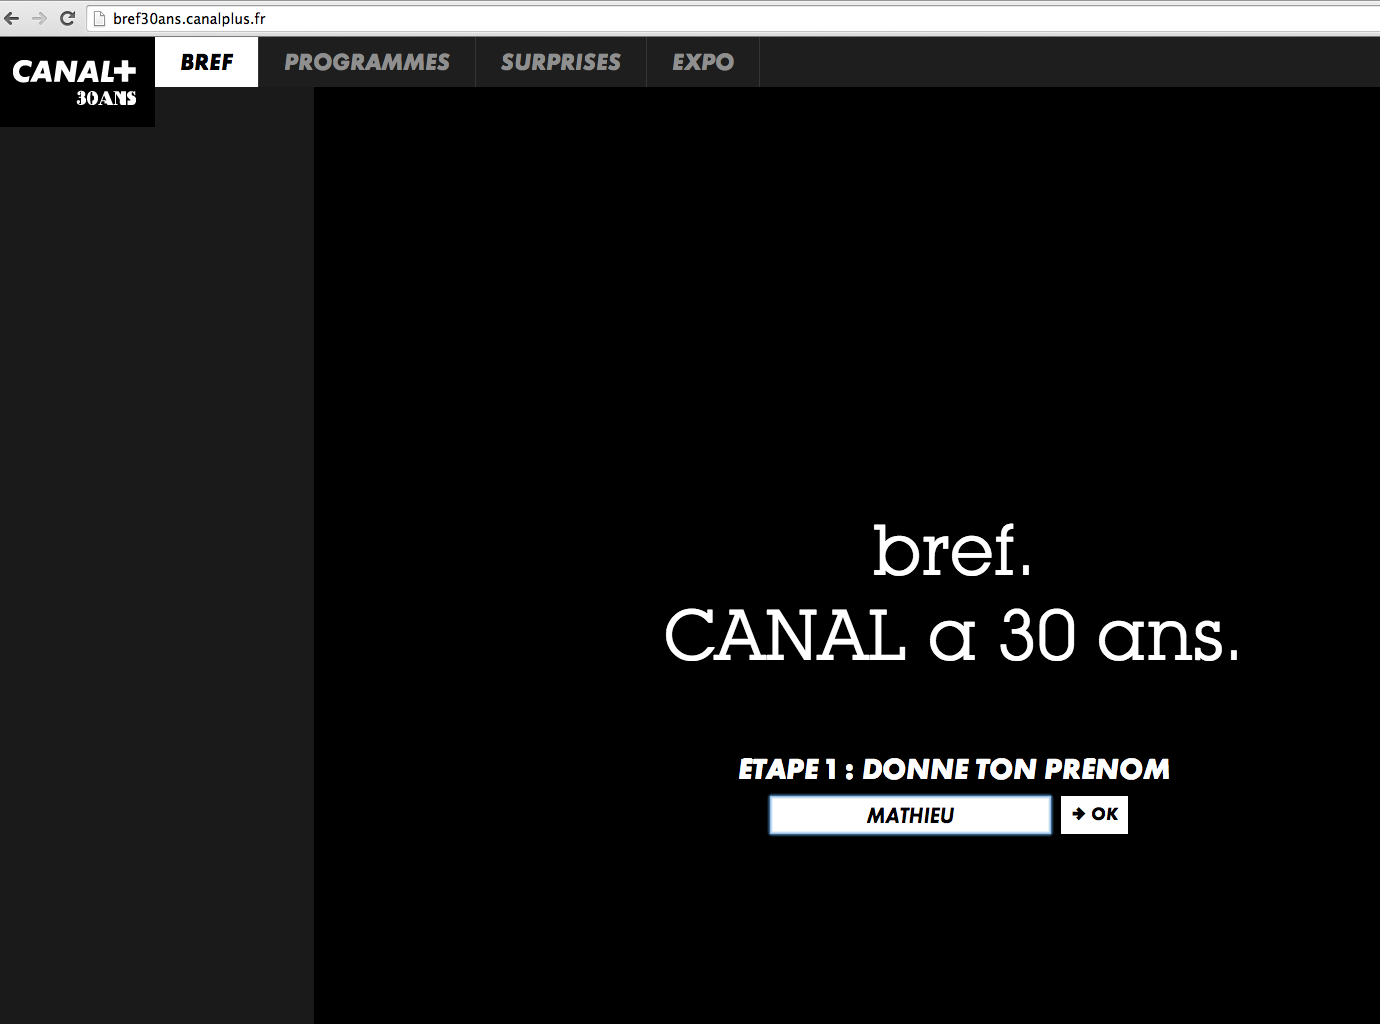 bref30ans.canalplus.fr
CANAL+
30ANS
BREF
PROGRAMMES
SURPRISES
EXPO
bref.
CANAL a 30 ans.
ETAPE 1 : DONNE TON PRENOM
MATHIEU
➔ OK